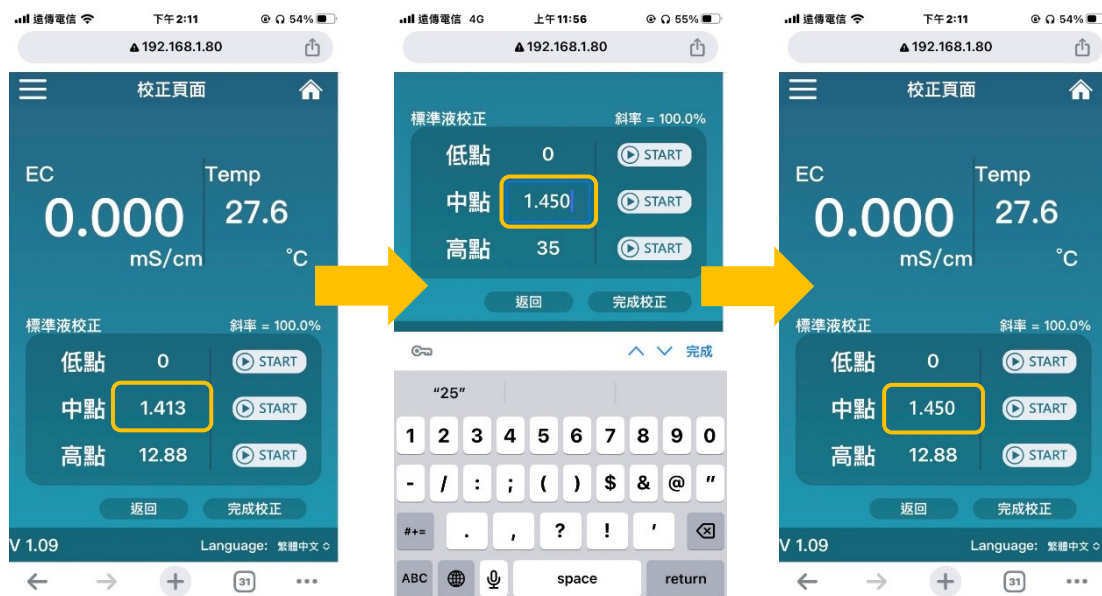 遠傳電信 下午 2:11 54%
192.168.1.80
校正頁面
EC Temp
0.000 27.6
mS/cm °C
標準液校正 斜率 = 100.0%
低點 0 START
中點 1.413 START
高點 12.88 START
返回 完成校正
V 1.09 Language: 繁體中文
31
遠傳電信 4G 上午11:56 55%
192.168.1.80
標準液校正 斜率 = 100.0%
低點 0 START
中點 1.450 START
高點 35 START
返回 完成校正
完成
“25”
1 2 3 4 5 6 7 8 9 0
- / : ; ( ) $ & @ "
#+= . , ? ! '
ABC space return
遠傳電信 下午 2:11 54%
192.168.1.80
校正頁面
EC Temp
0.000 27.6
mS/cm °C
標準液校正 斜率 = 100.0%
低點 0 START
中點 1.450 START
高點 12.88 START
返回 完成校正
V 1.09 Language: 繁體中文
31